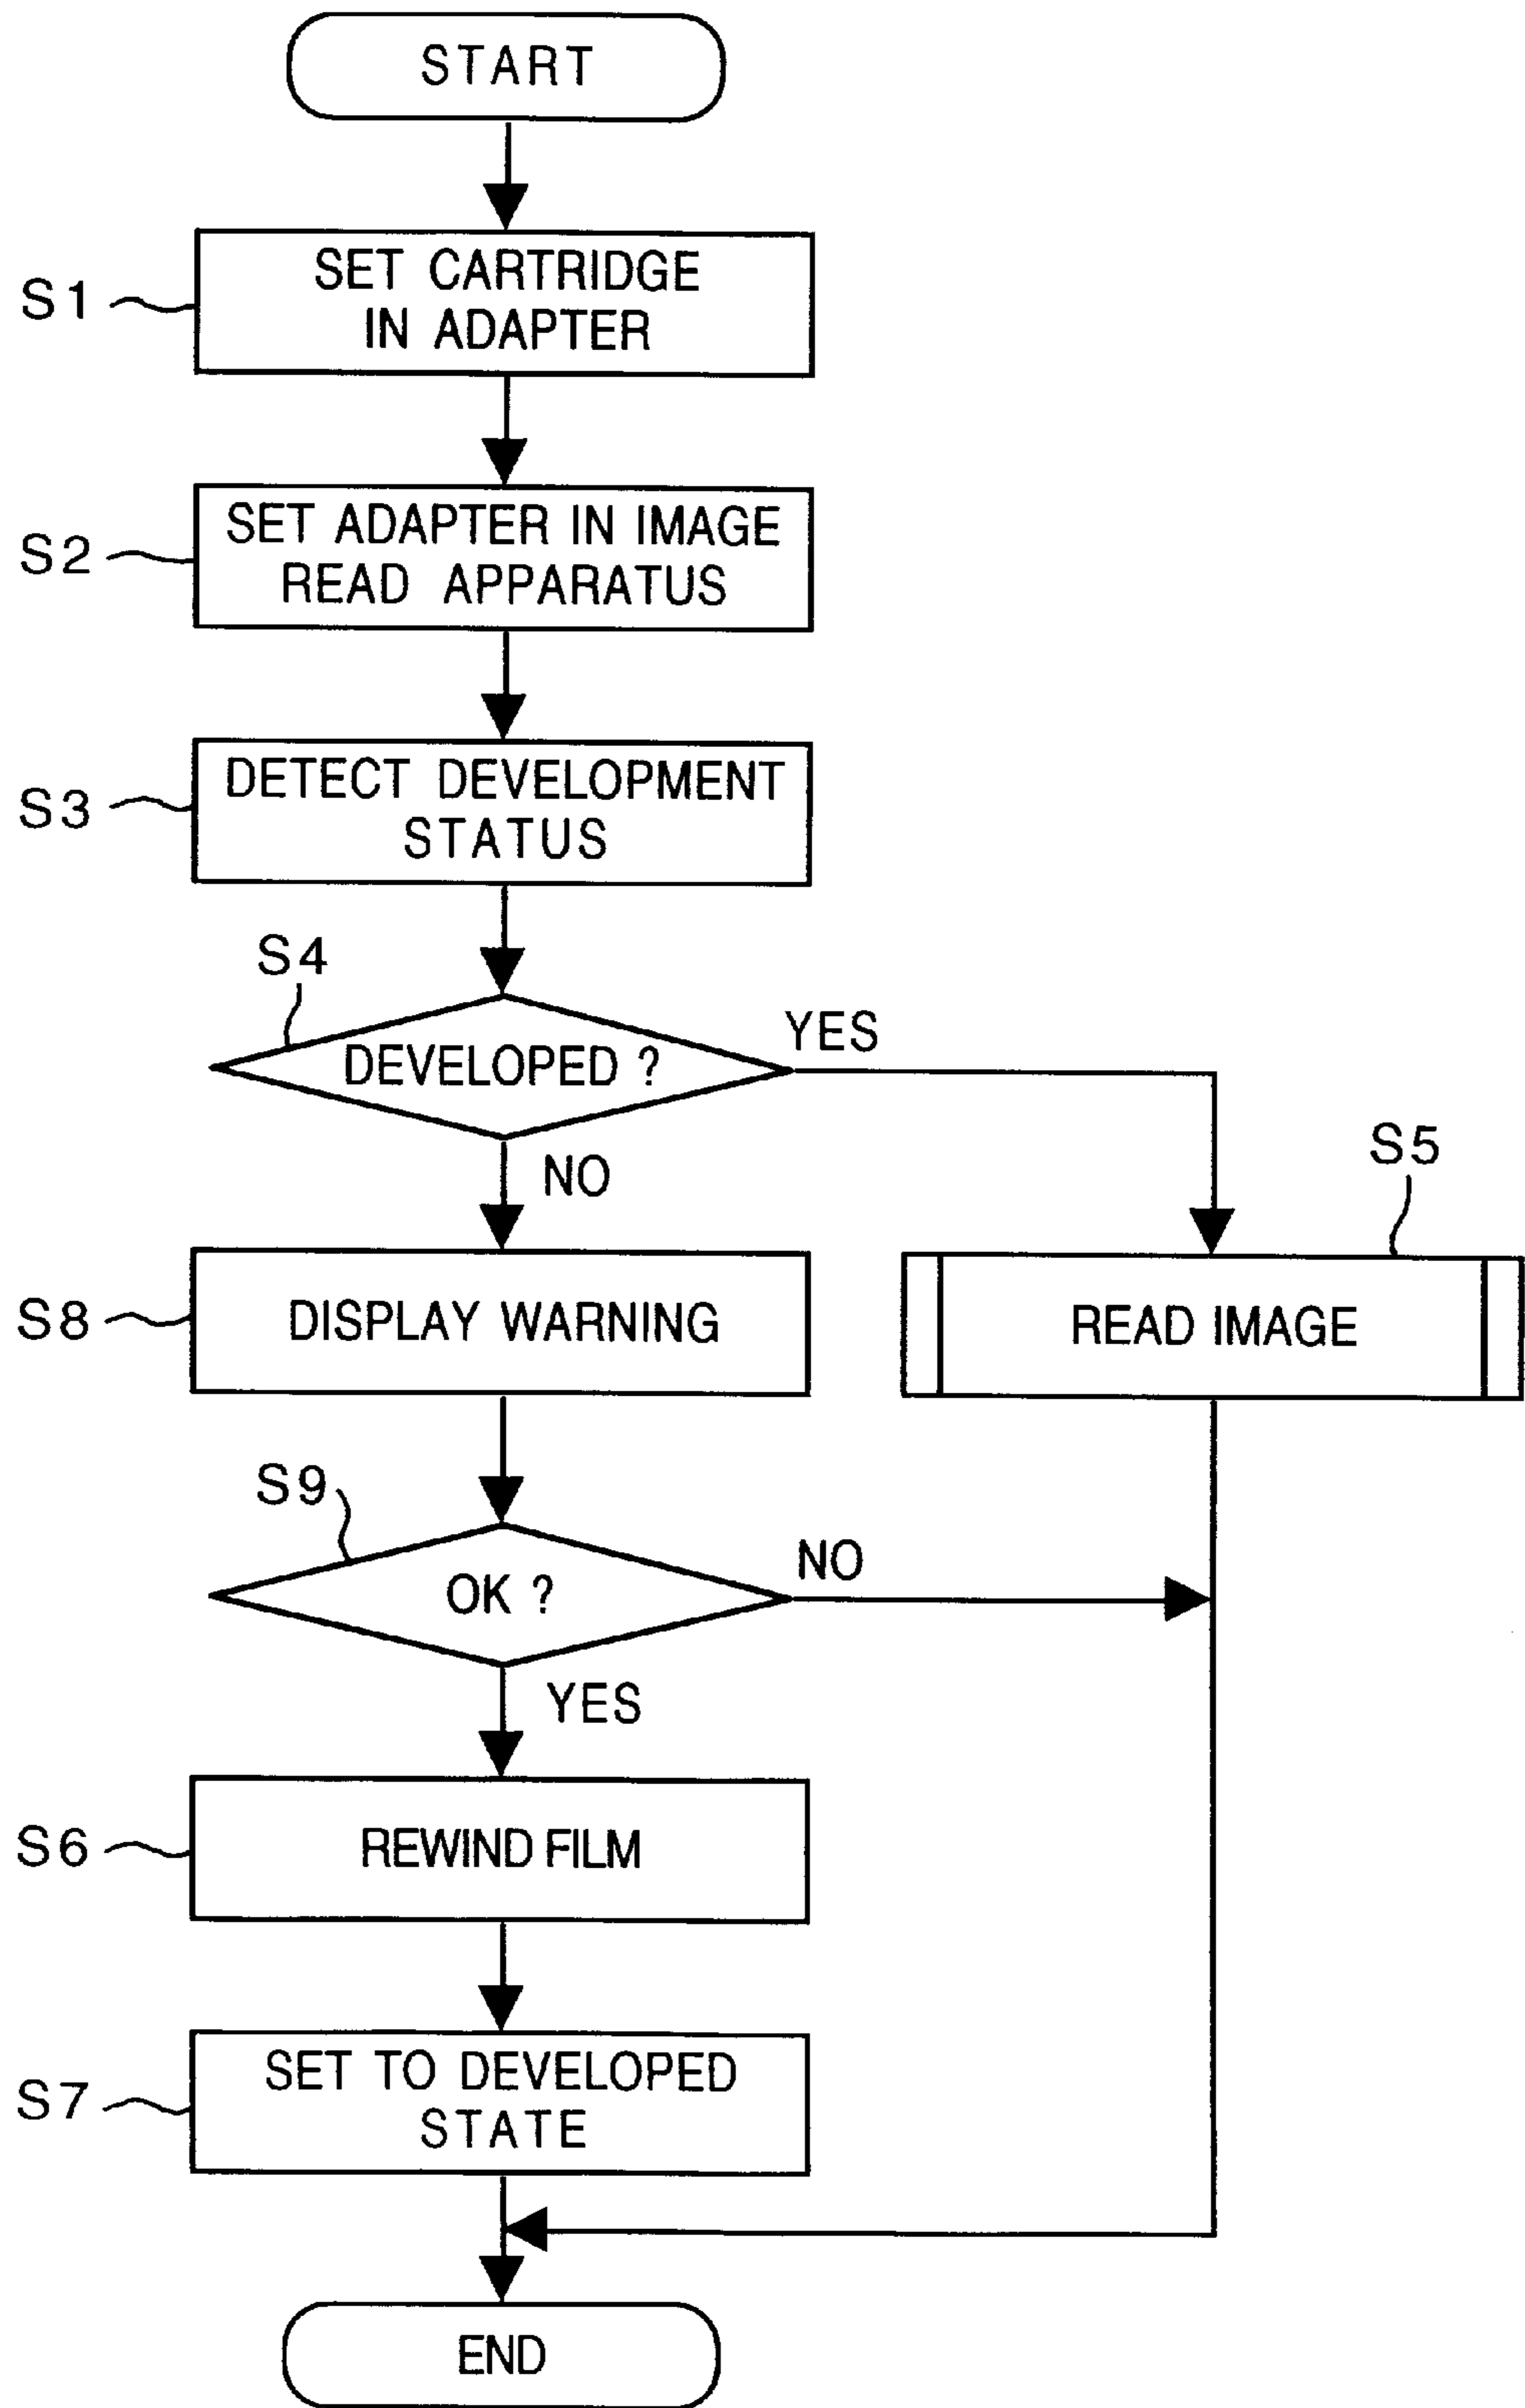 START
S1
SET CARTRIDGE
IN ADAPTER
S2
SET ADAPTER IN IMAGE
READ APPARATUS
S3
DETECT DEVELOPMENT
STATUS
S4
DEVELOPED ?
YES
NO
S5
S8
DISPLAY WARNING
READ IMAGE
S9
OK ?
NO
YES
S6
REWIND FILM
S7
SET TO DEVELOPED
STATE
END